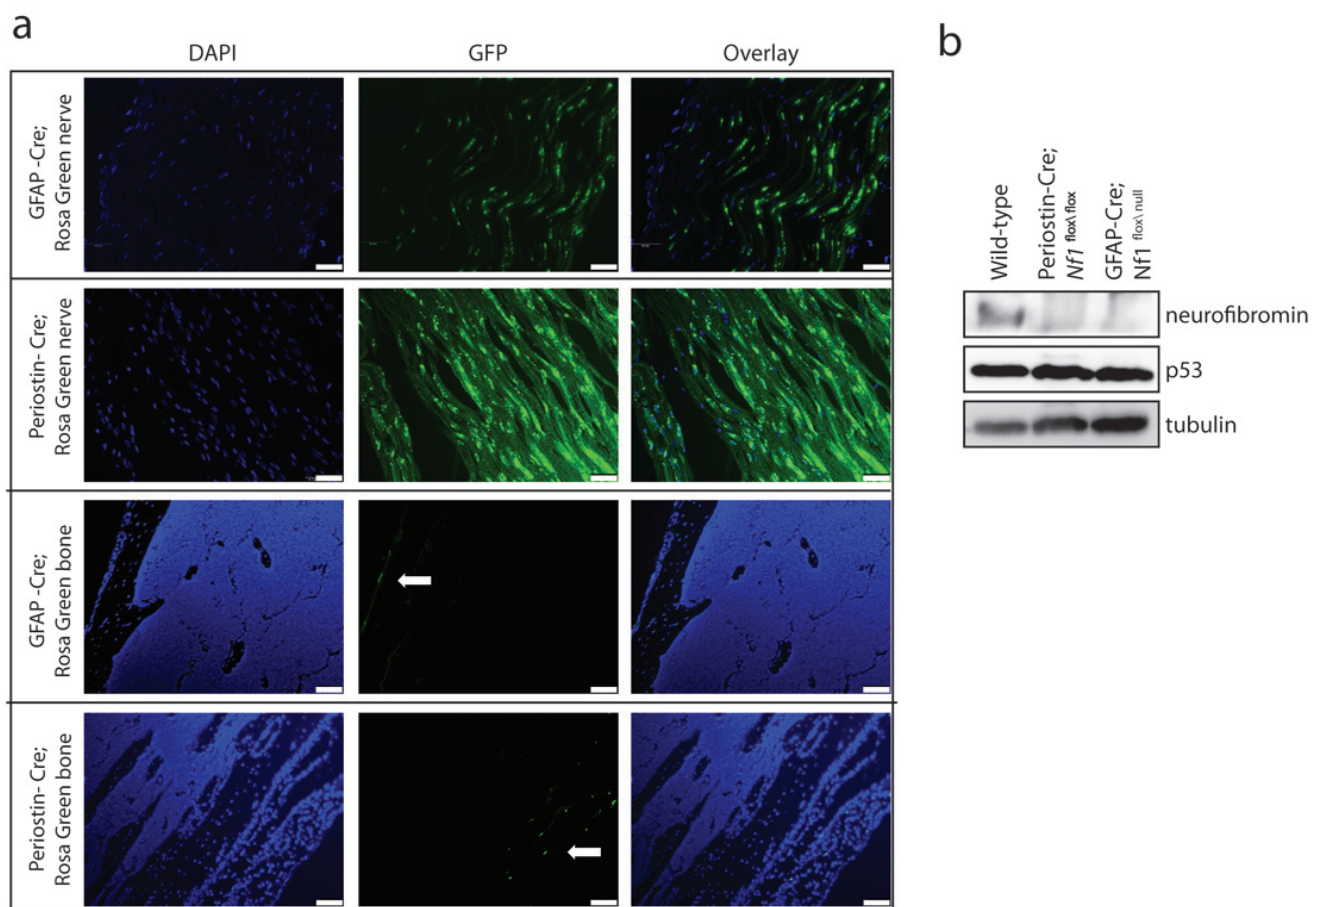 a
DAPI GFP Overlay
GFAP -Cre;
Rosa Green nerve
Periostin- Cre;
Rosa Green nerve
GFAP -Cre;
Rosa Green bone
Periostin- Cre;
Rosa Green bone
b
Wild-type
Periostin-Cre;
Nf1 flox\ flox
GFAP-Cre;
Nf1 flox\ null
neurofibromin
p53
tubulin